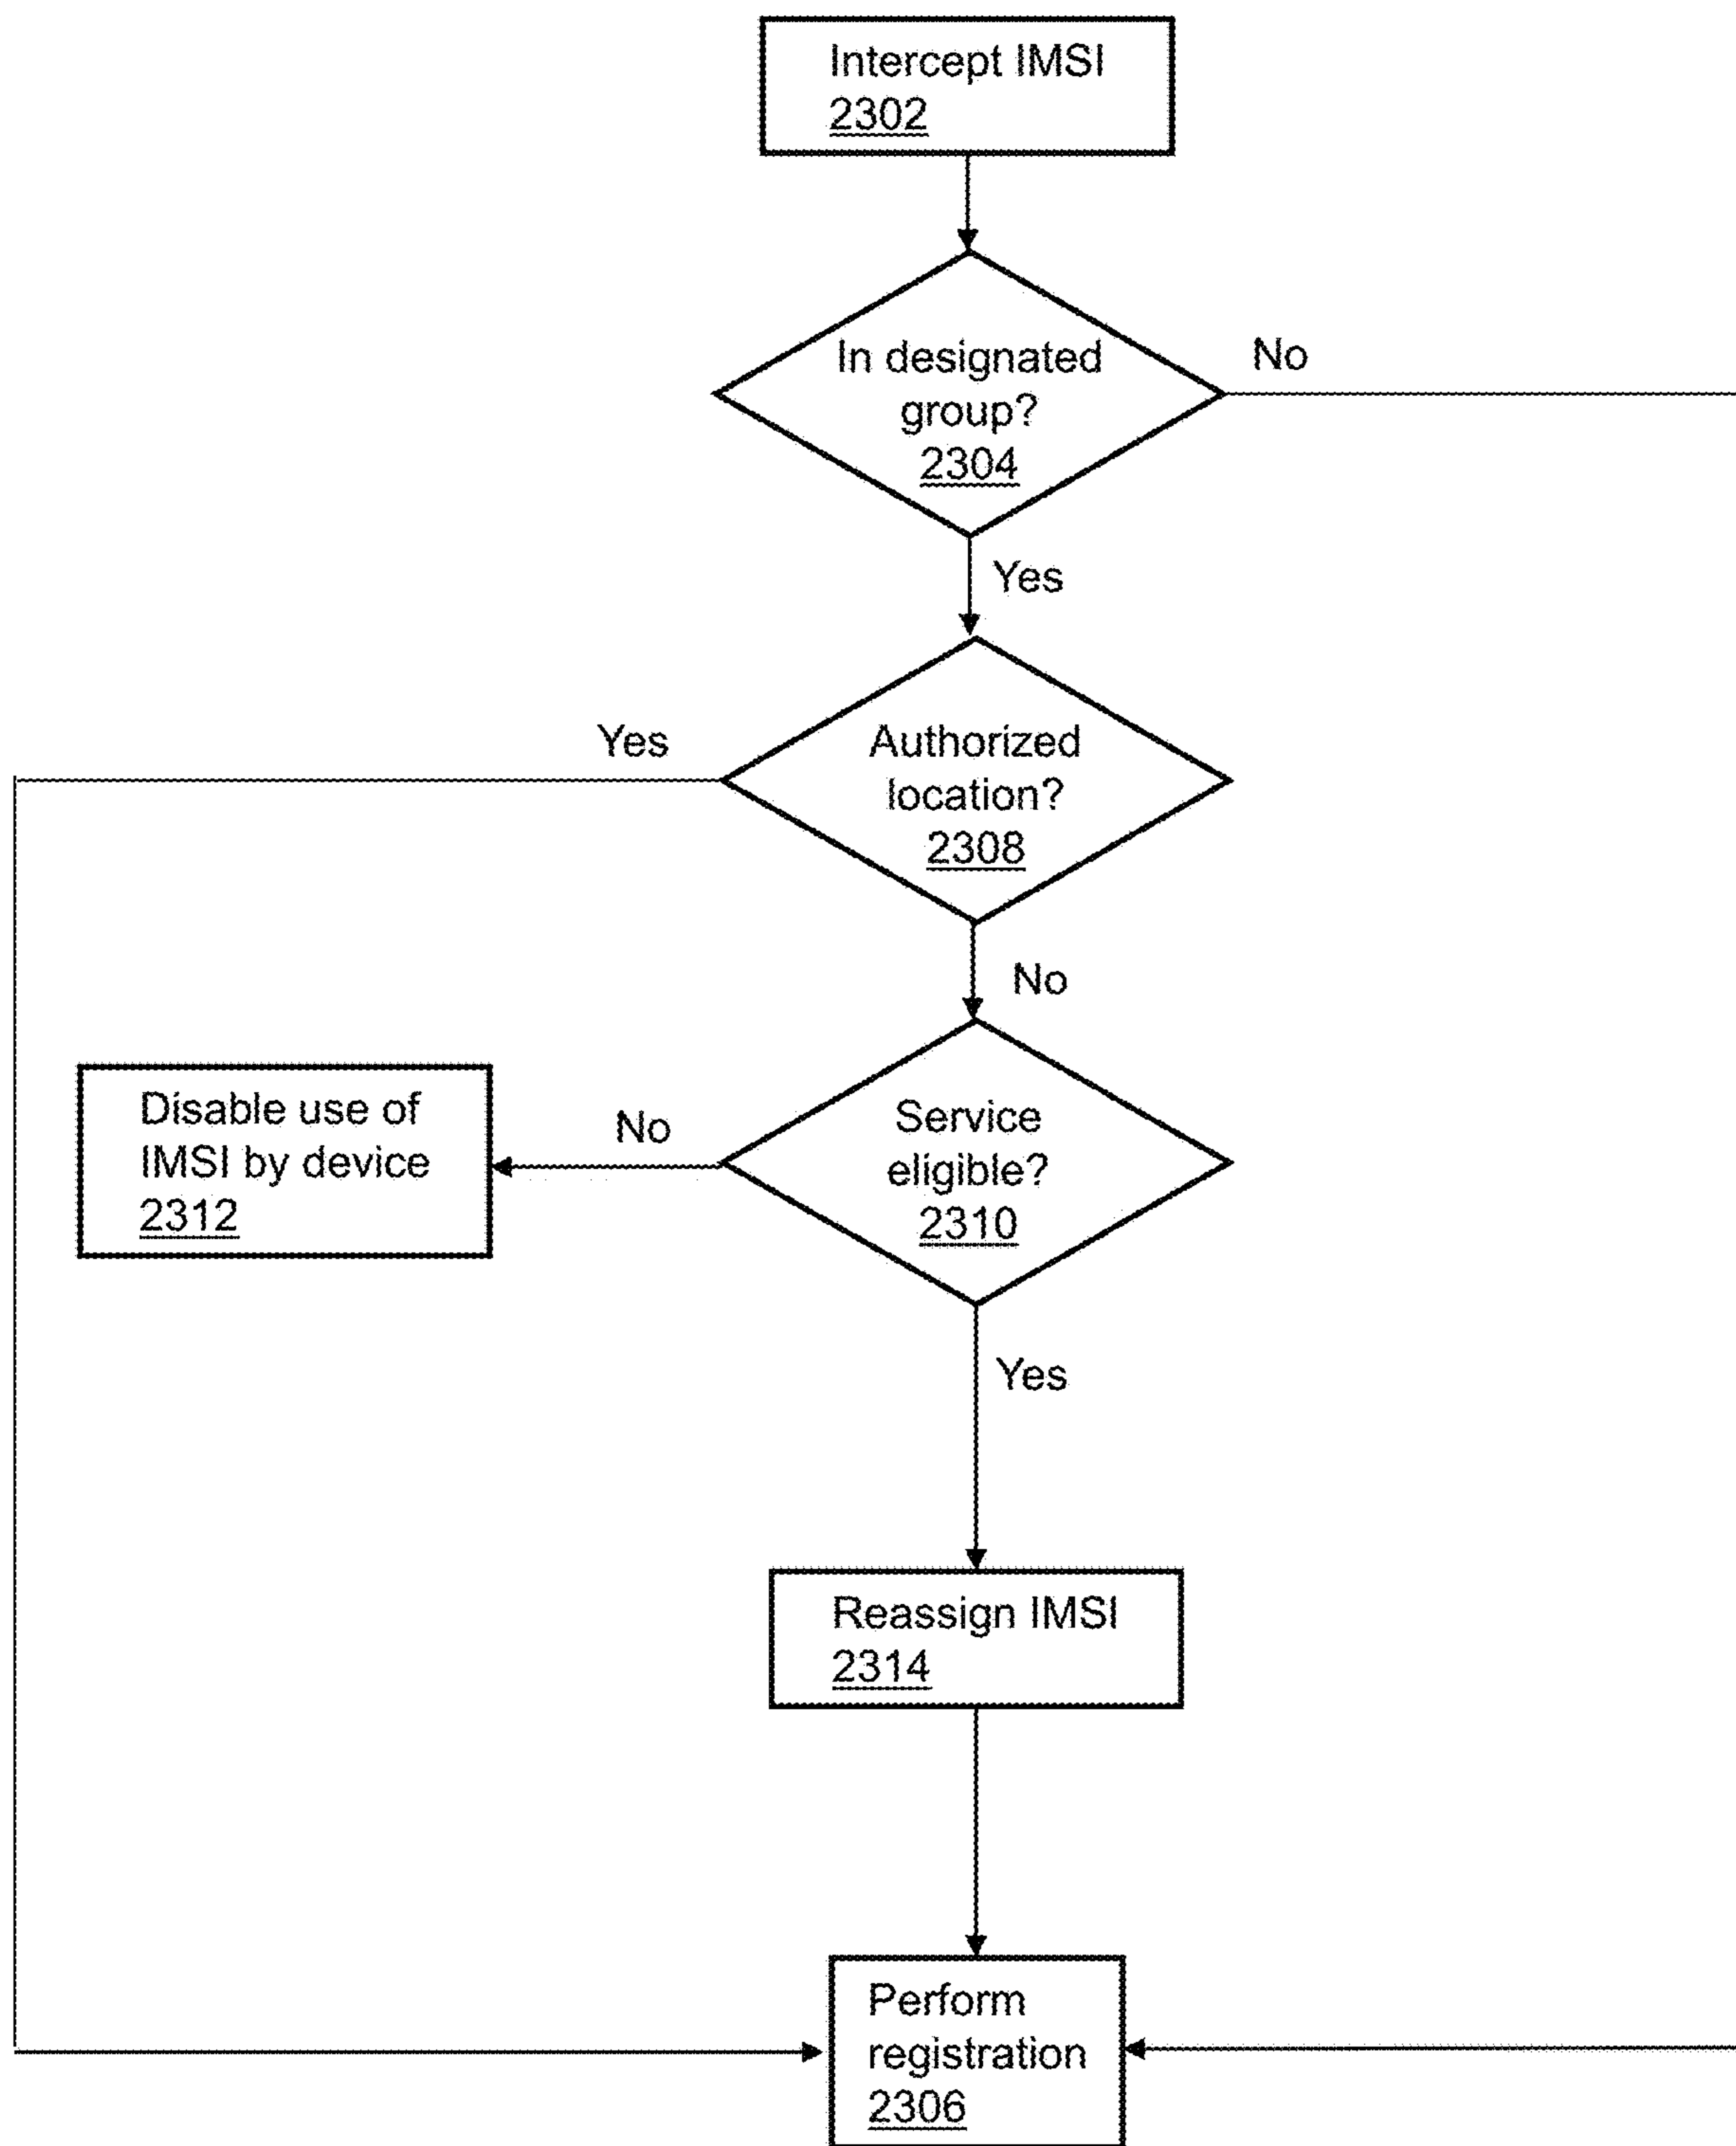 Intercept IMSI
2302
In designated
group?
2304
No
Yes
Authorized
location?
2308
Yes
No
Service
eligible?
2310
No
Disable use of
IMSI by device
2312
Yes
Reassign IMSI
2314
Perform
registration
2306